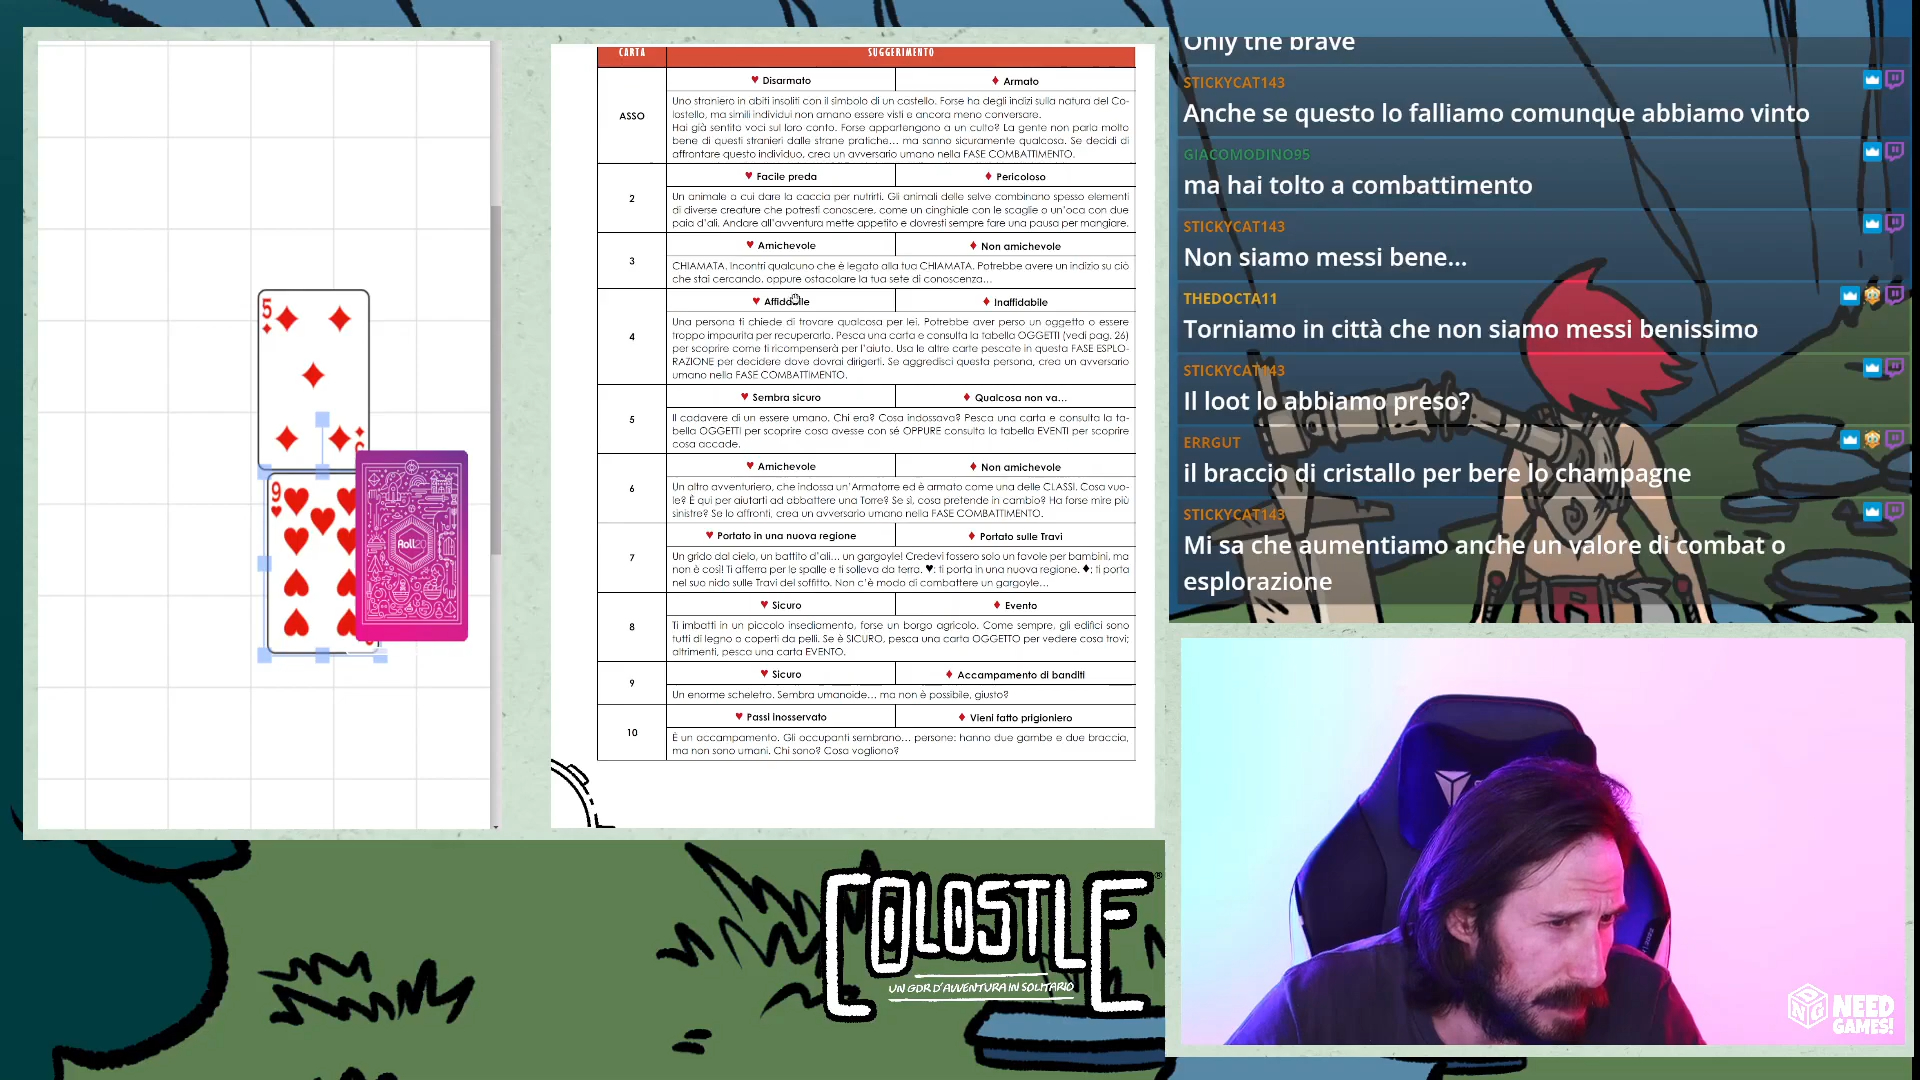 5
9
Roll20
CARTA
SUGGERIMENTO
♥ Disarmato
♦ Armato
ASSO
Uno straniero in abiti insoliti con il simbolo di un castello. Forse ha degli indizi sulla natura del Co-
lostello, ma simili individui non amano essere visti e ancora meno conversare.
Hai già sentito voci sul loro conto. Forse appartengono a un culto? La gente non parla molto
bene di questi stranieri dalle strane pratiche... ma sanno sicuramente qualcosa. Se decidi di
affrontare questo individuo, crea un avversario umano nella FASE COMBATTIMENTO.
♥ Facile preda
♦ Pericoloso
2
Un animale a cui dare la caccia per nutrirti. Gli animali delle selve combinano spesso elementi
di diverse creature che potresti conoscere, come un cinghiale con le scaglie o un'oca con due
paia d'ali. Andare all'avventura mette appetito e dovresti sempre fare una pausa per mangiare.
♥ Amichevole
♦ Non amichevole
3
CHIAMATA. Incontri qualcuno che è legato alla tua CHIAMATA. Potrebbe avere un indizio su ciò
che stai cercando, oppure ostacolare la tua sete di conoscenza...
♥ Affidabile
♦ Inaffidabile
4
Una persona ti chiede di trovare qualcosa per lei. Potrebbe aver perso un oggetto o essere
troppo impaurita per recuperarlo. Pesca una carta e consulta la tabella OGGETTI (vedi pag. 26)
per scoprire come ti ricompenserà per l'aiuto. Usa le altre carte pescate in questa FASE ESPLO-
RAZIONE per decidere dove dovrai dirigerti. Se aggredisci questa persona, crea un avversario
umano nella FASE COMBATTIMENTO.
♥ Sembra sicuro
♦ Qualcosa non va...
5
Il cadavere di un essere umano. Chi era? Cosa indossava? Pesca una carta e consulta la ta-
bella OGGETTI per scoprire cosa avesse con sé OPPURE consulta la tabella EVENTI per scoprire
cosa accade.
♥ Amichevole
♦ Non amichevole
6
Un altro avventuriero, che indossa un'Armatorre ed è armato come una delle CLASSI. Cosa vuo-
le? È qui per aiutarti ad abbattere una Torre? Se sì, cosa pretende in cambio? Ha forse mire più
sinistre? Se lo affronti, crea un avversario umano nella FASE COMBATTIMENTO.
♥ Portato in una nuova regione
♦ Portato sulle Travi
7
Un grido dal cielo, un battito d'ali... un gargoyle! Credevi fossero solo un favole per bambini, ma
non è così! Ti afferra per le spalle e ti solleva da terra. ♥: ti porta in una nuova regione. ♦: ti porta
nel suo nido sulle Travi del soffitto. Non c'è modo di combattere un gargoyle...
♥ Sicuro
♦ Evento
8
Ti imbatti in un piccolo insediamento, forse un borgo agricolo. Come sempre, gli edifici sono
tutti di legno o coperti da pelli. Se è SICURO, pesca una carta OGGETTO per vedere cosa trovi;
altrimenti, pesca una carta EVENTO.
♥ Sicuro
♦ Accampamento di banditi
9
Un enorme scheletro. Sembra umanoide... ma non è possibile, giusto?
♥ Passi inosservato
♦ Vieni fatto prigioniero
10
È un accampamento. Gli occupanti sembrano... persone: hanno due gambe e due braccia,
ma non sono umani. Chi sono? Cosa vogliono?
Only the brave
STICKYCAT143
Anche se questo lo falliamo comunque abbiamo vinto
GIACOMODINO95
ma hai tolto a combattimento
STICKYCAT143
Non siamo messi bene...
THEDOCTA11
Torniamo in città che non siamo messi benissimo
STICKYCAT143
Il loot lo abbiamo preso?
ERRGUT
il braccio di cristallo per bere lo champagne
STICKYCAT143
Mi sa che aumentiamo anche un valore di combat o
esplorazione
COLOSTLE®
UN GDR D'AVVENTURA IN SOLITARIO
NG
NEED
GAMES!